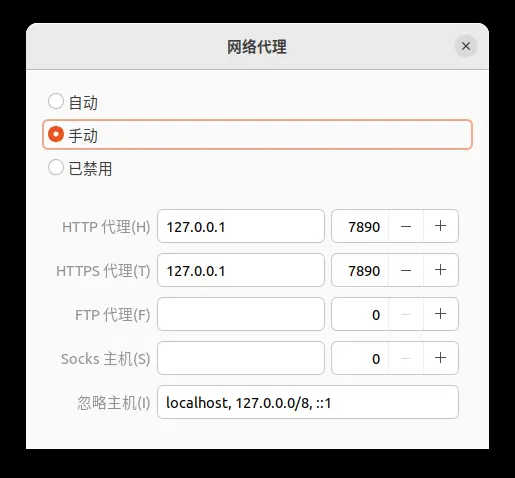 网络代理
自动
手动
已禁用
HTTP 代理(H) 127.0.0.1 7890
HTTPS 代理(T) 127.0.0.1 7890
FTP 代理(F) 0
Socks 主机(S) 0
忽略主机(I) localhost, 127.0.0.0/8, ::1